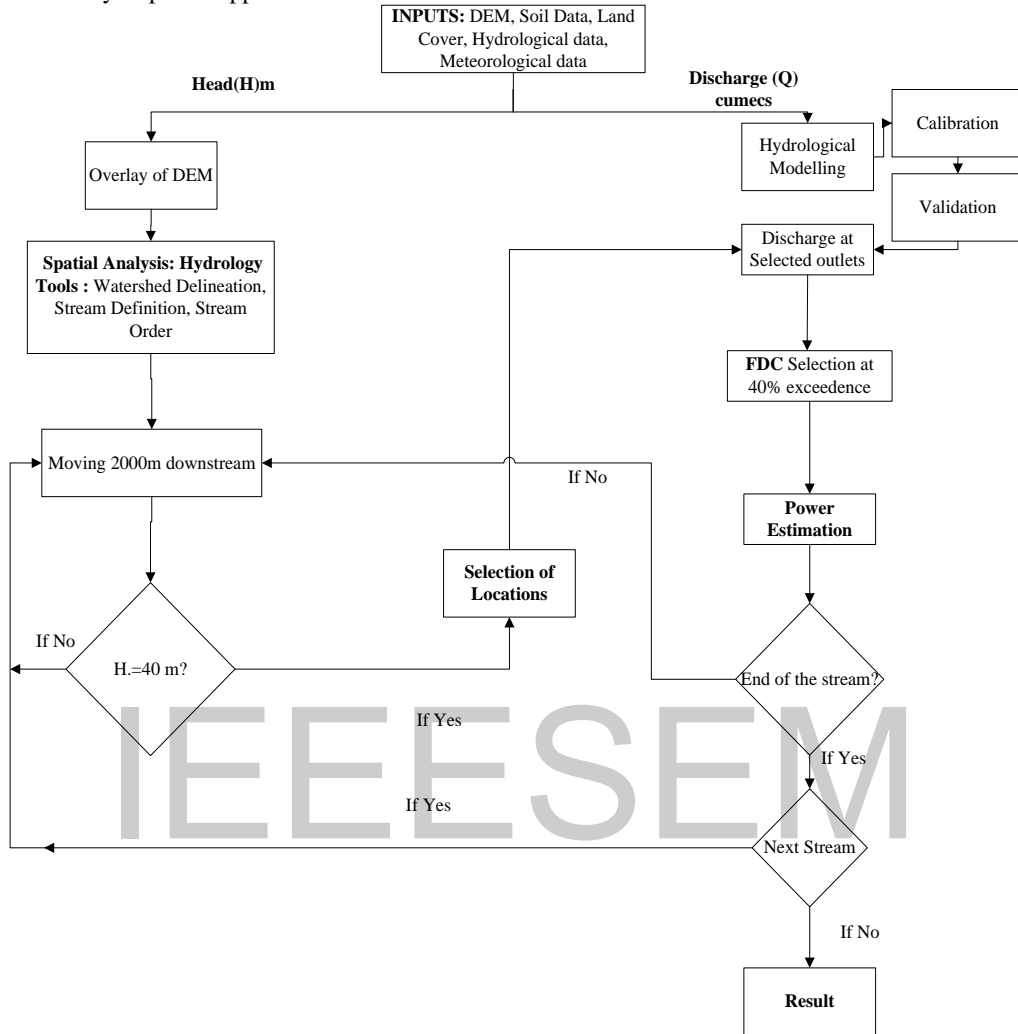 INPUTS: DEM, Soil Data, Land
Cover, Hydrological data,
Meteorological data
Head(H)m
Discharge (Q)
cumecs
Calibration
Hydrological
Modelling
Overlay of DEM
Validation
Discharge at
Selected outlets
Spatial Analysis: Hydrology
Tools : Watershed Delineation,
Stream Definition, Stream
Order
FDC Selection at
40% exceedence
Moving 2000m downstream
If No
Power
Estimation
Selection of
Locations
If No
H.=40 m?
End of the stream?
If Yes
If Yes
If Yes
Next Stream
IEEESEM
If No
Result